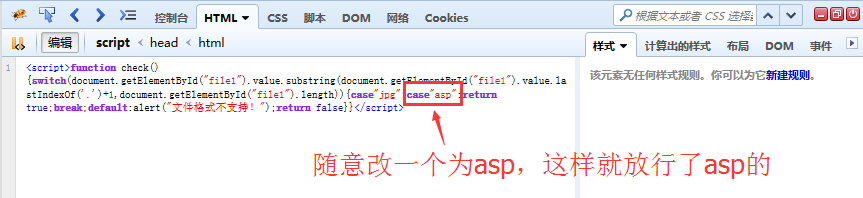 控制台 HTML CSS 脚本 DOM 网络 Cookies 根据文本或者 CSS 选择器
编辑 script < head < html 样式 计算出的样式 布局 DOM 事件
1 <script>function check()
{switch(document.getElementById("file1").value.substring(document.getElementById("file1").value.la
stIndexOf('.')+1,document.getElementById("file1").length)){case"jpg" case"asp":return
true;break;default:alert("文件格式不支持!");return false}}</script>
该元素无任何样式规则。你可以为它新建规则。
随意改一个为asp,这样就放行了asp的